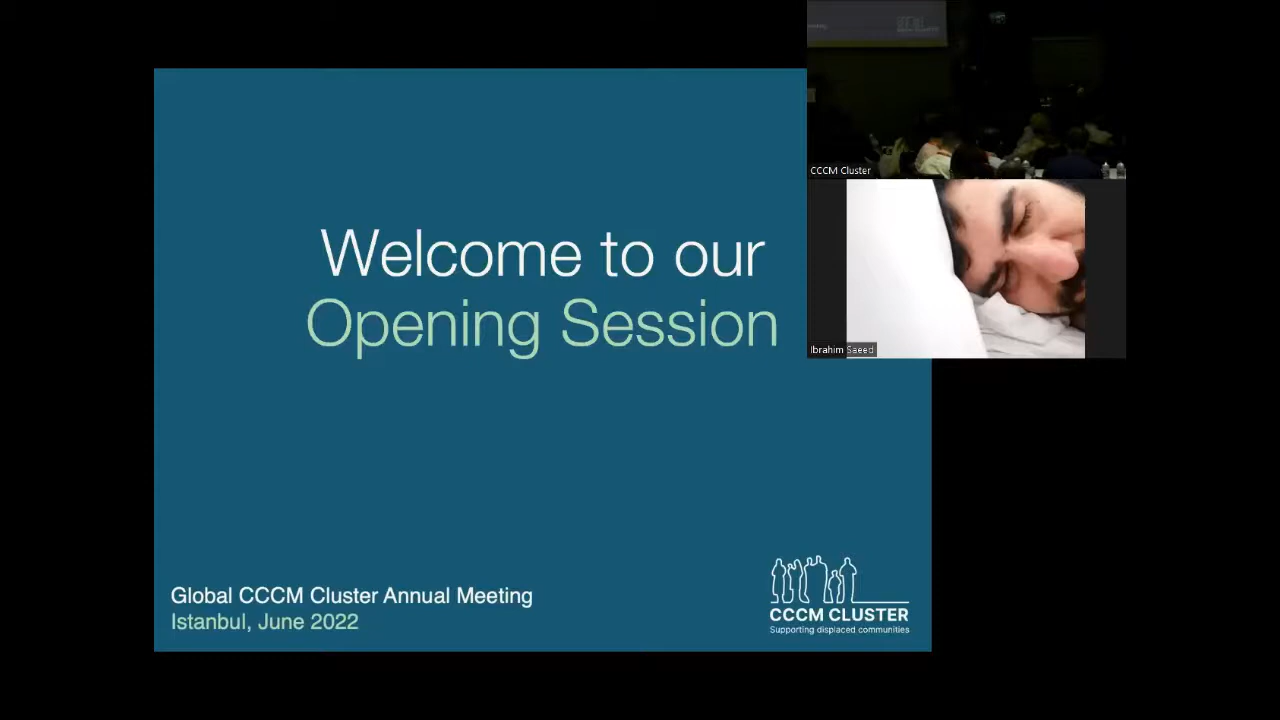 Welcome to our
Opening Session
Global CCCM Cluster Annual Meeting
Istanbul, June 2022
CCCM CLUSTER
Supporting displaced communities
CCCM Cluster
Ibrahim Saeed